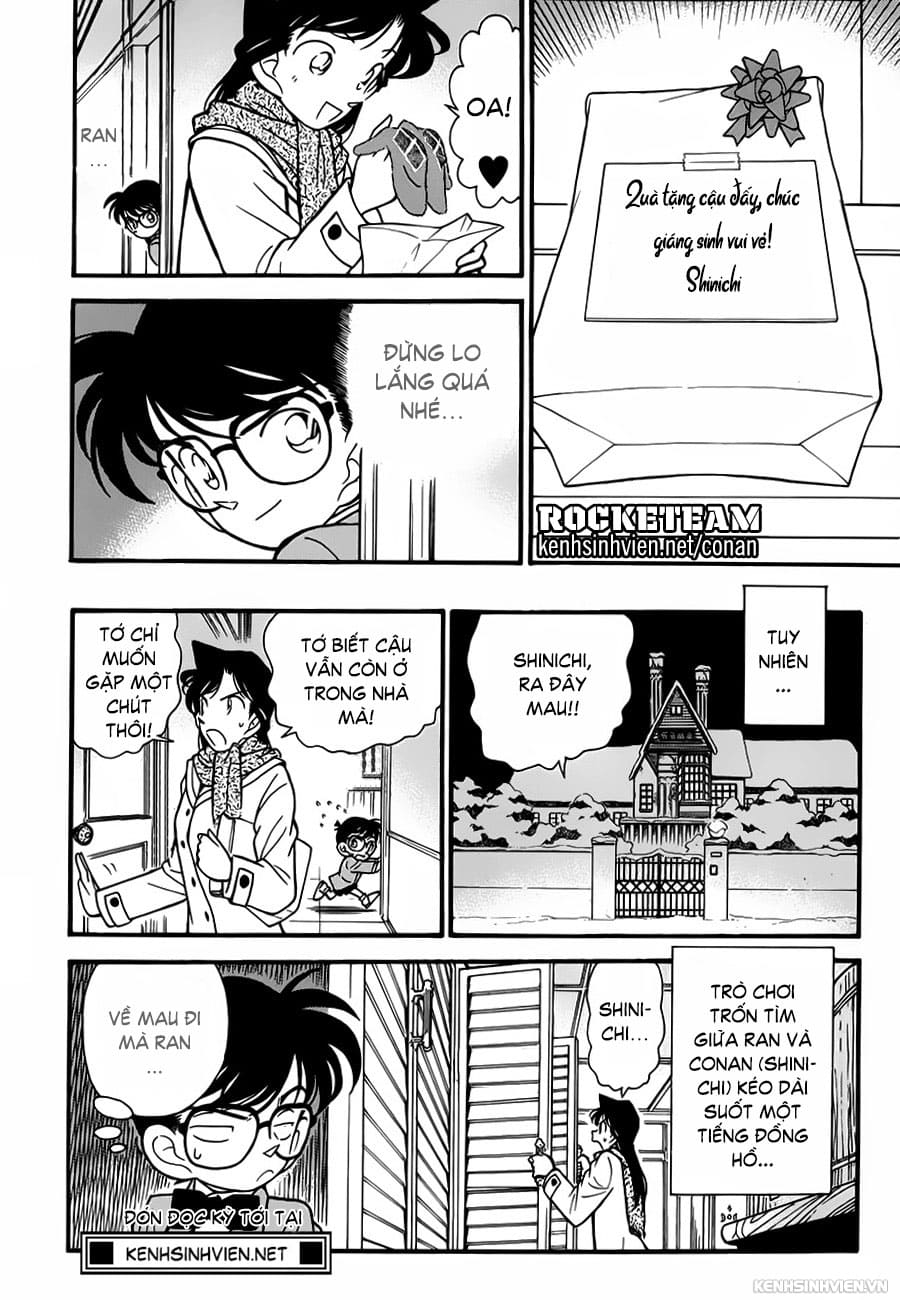 Quà tặng cậu đấy, chúc
giáng sinh vui vẻ!
Shinichi
OA!
RAN
...
ĐỪNG LO
LẮNG QUÁ
NHÉ...
ROCKETEAM
kenhsinhvien.net/conan
TUY
NHIÊN
...
SHINICHI,
RA ĐÂY
MAU!!
TỚ BIẾT CẬU
VẪN CÒN Ở
TRONG NHÀ
MÀ!
TỚ CHỈ
MUỐN
GẶP MỘT
CHÚT
THÔI!
TRÒ CHƠI
TRỐN TÌM
GIỮA RAN VÀ
CONAN (SHINI-
CHI) KÉO DÀI
SUỐT MỘT
TIẾNG ĐỒNG
HỒ...
SHINI-
CHI...
VỀ MAU ĐI
MÀ RAN
...
ĐÓN ĐỌC KỲ TỚI TẠI
KENHSINHVIEN.NET
KENHSINHVIEN.VN